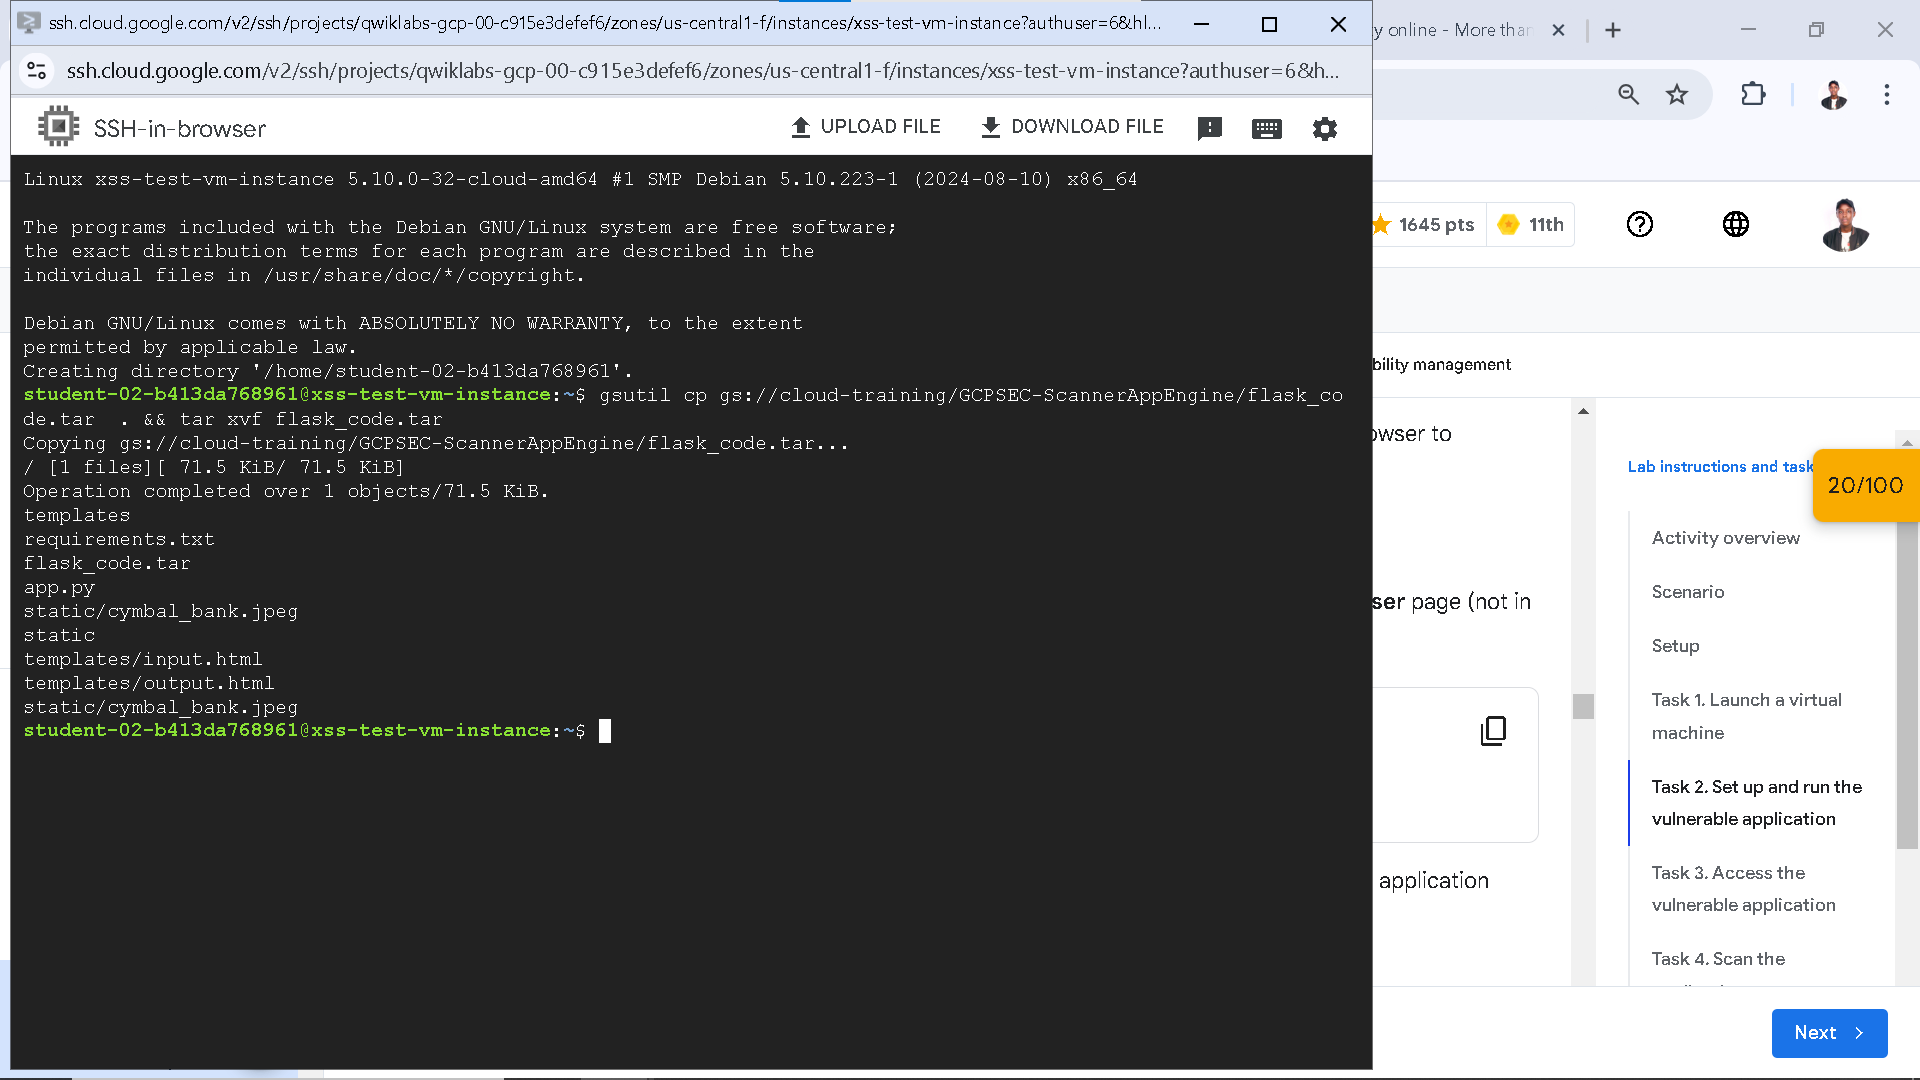 ssh.cloud.google.com/v2/ssh/projects/qwiklabs-gcp-00-c915e3defef6/zones/us-central1-f/instances/xss-test-vm-instance?authuser=6&hl...
y online - More than
ssh.cloud.google.com/v2/ssh/projects/qwiklabs-gcp-00-c915e3defef6/zones/us-central1-f/instances/xss-test-vm-instance?authuser=6&h...
SSH-in-browser
UPLOAD FILE
DOWNLOAD FILE
Linux xss-test-vm-instance 5.10.0-32-cloud-amd64 #1 SMP Debian 5.10.223-1 (2024-08-10) x86_64
The programs included with the Debian GNU/Linux system are free software;
the exact distribution terms for each program are described in the
individual files in /usr/share/doc/*/copyright.
Debian GNU/Linux comes with ABSOLUTELY NO WARRANTY, to the extent
permitted by applicable law.
Creating directory '/home/student-02-b413da768961'.
student-02-b413da768961@xss-test-vm-instance:~$ gsutil cp gs://cloud-training/GCPSEC-ScannerAppEngine/flask_co
de.tar  . && tar xvf flask_code.tar
Copying gs://cloud-training/GCPSEC-ScannerAppEngine/flask_code.tar...
/ [1 files][ 71.5 KiB/ 71.5 KiB]
Operation completed over 1 objects/71.5 KiB.
templates
requirements.txt
flask_code.tar
app.py
static/cymbal_bank.jpeg
static
templates/input.html
templates/output.html
static/cymbal_bank.jpeg
student-02-b413da768961@xss-test-vm-instance:~$
1645 pts
11th
bility management
owser to
ser page (not in
application
Lab instructions and task
20/100
Activity overview
Scenario
Setup
Task 1. Launch a virtual
machine
Task 2. Set up and run the
vulnerable application
Task 3. Access the
vulnerable application
Task 4. Scan the
Next